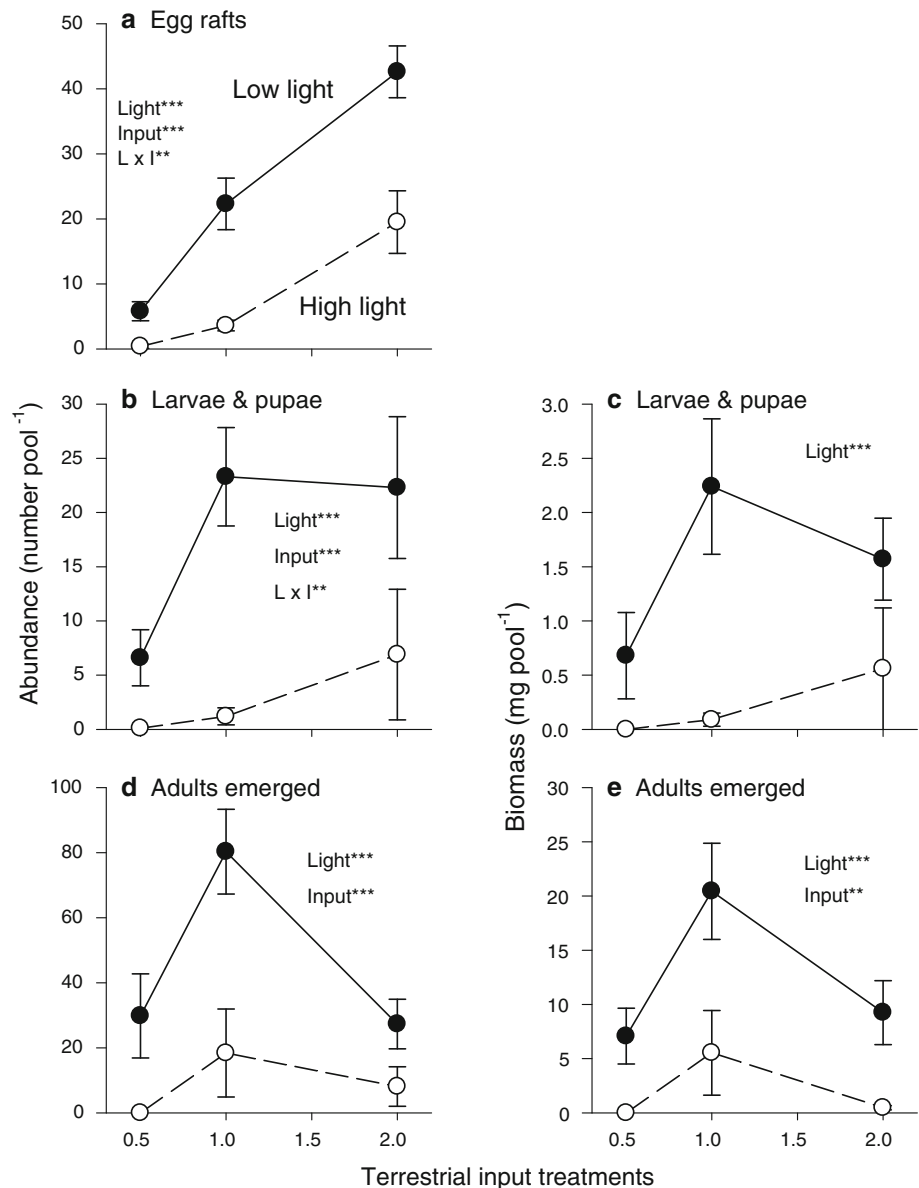 a Egg rafts
50
40
30
20
10
0
Low light
Light***
Input***
L x I**
High light
Abundance (number pool -1)
b Larvae & pupae
30
25
20
15
10
5
0
Light***
Input***
L x I**
Biomass (mg pool-1)
c Larvae & pupae
3.0
2.5
2.0
1.5
1.0
0.5
0.0
Light***
d Adults emerged
100
80
60
40
20
0
Light***
Input***
0.5 1.0 1.5 2.0
e Adults emerged
30
25
20
15
10
5
0
Light***
Input**
0.5 1.0 1.5 2.0
Terrestrial input treatments